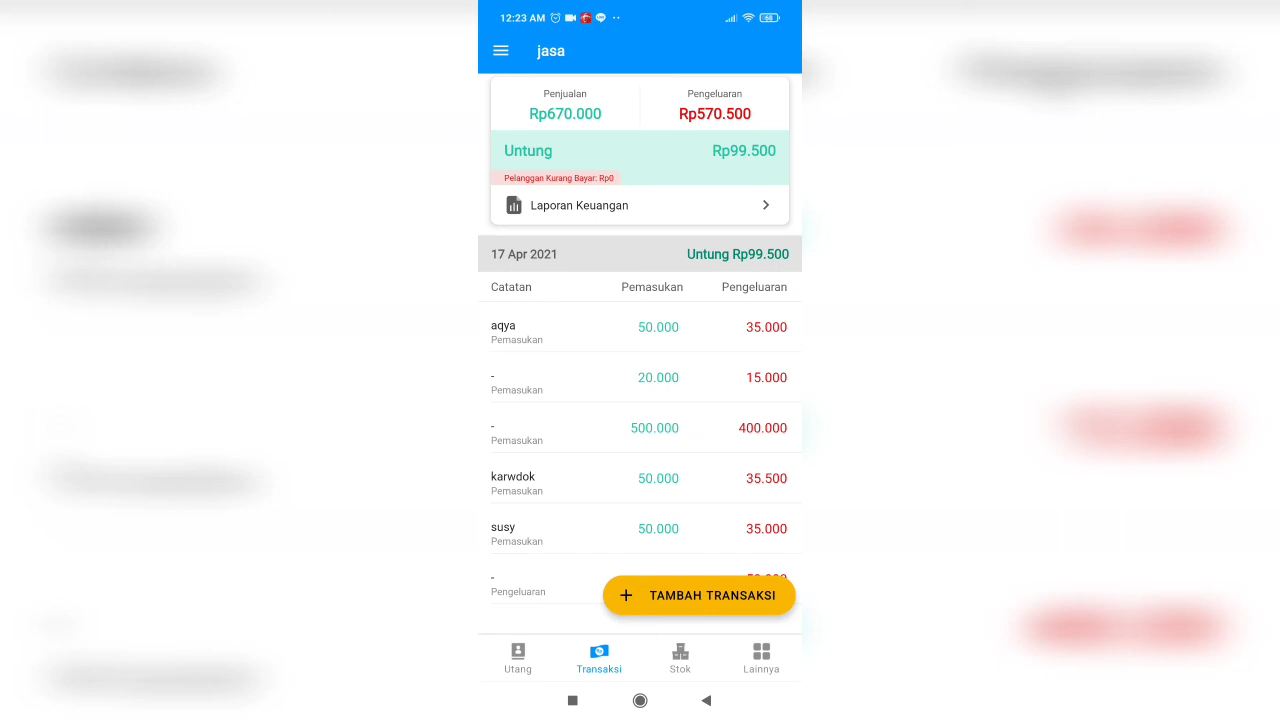 12:23 AM
68
jasa
Penjualan Pengeluaran
Rp670.000 Rp570.500
Untung Rp99.500
Pelanggan Kurang Bayar: Rp0
Laporan Keuangan
17 Apr 2021 Untung Rp99.500
Catatan Pemasukan Pengeluaran
aqya 50.000 35.000
Pemasukan
- 20.000 15.000
Pemasukan
- 500.000 400.000
Pemasukan
karwdok 50.000 35.500
Pemasukan
susy 50.000 35.000
Pemasukan
-
Pengeluaran
+ TAMBAH TRANSAKSI
Utang Transaksi Stok Lainnya